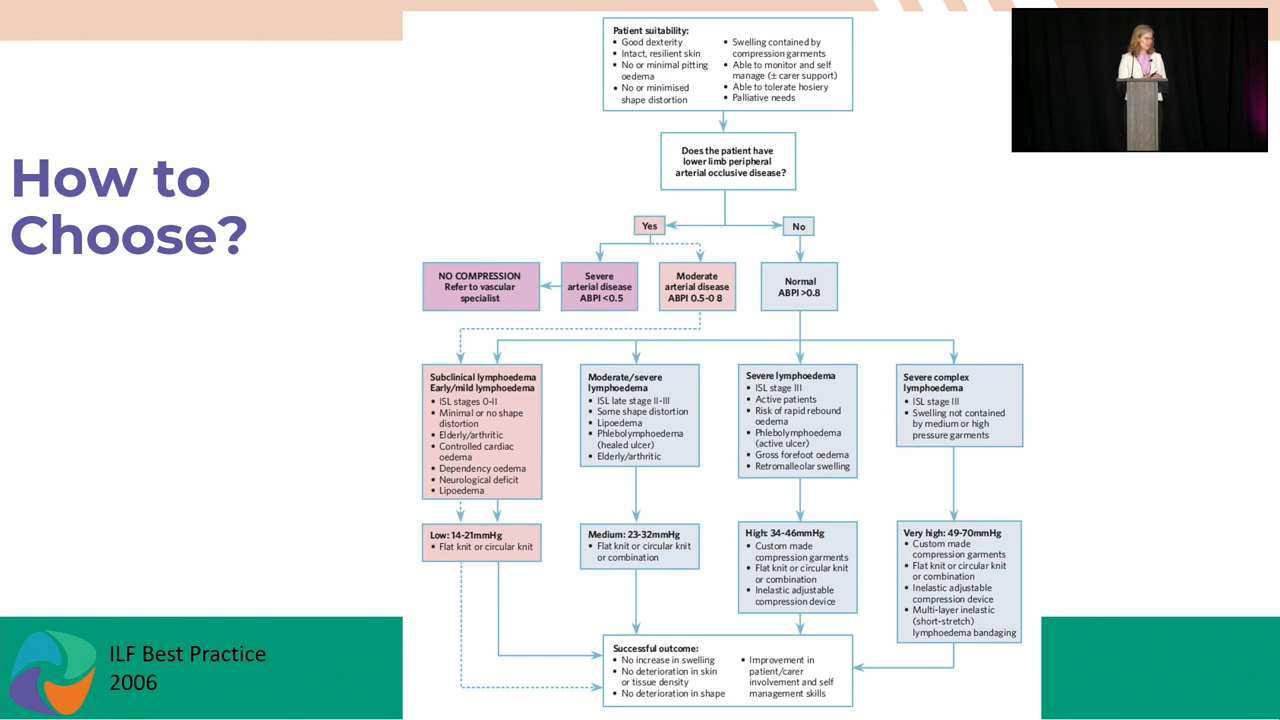 How to
Choose?
Patient suitability:
• Good dexterity
• Intact, resilient skin
• No or minimal pitting
oedema
• No or minimised
shape distortion
• Swelling contained by
compression garments
• Able to monitor and self
manage (± carer support)
• Able to tolerate hosiery
• Palliative needs
Does the patient have
lower limb peripheral
arterial occlusive disease?
Yes
No
NO COMPRESSION
Refer to vascular
specialist
Severe
arterial disease
ABPI <0.5
Moderate
arterial disease
ABPI 0.5-0 8
Normal
ABPI >0.8
Subclinical lymphoedema
Early/mild lymphoedema
• ISL stages 0-II
• Minimal or no shape
distortion
• Elderly/arthritic
• Controlled cardiac
oedema
• Dependency oedema
• Neurological deficit
• Lipoedema
Moderate/severe
lymphoedema
• ISL late stage II-III
• Some shape distortion
• Lipoedema
• Phlebolymphoedema
(healed ulcer)
• Elderly/arthritic
Severe lymphoedema
• ISL stage III
• Active patients
• Risk of rapid rebound
oedema
• Phlebolymphoedema
(active ulcer)
• Gross forefoot oedema
• Retromalleolar swelling
Severe complex
lymphoedema
• ISL stage III
• Swelling not contained
by medium or high
pressure garments
Low: 14-21mmHg
• Flat knit or circular knit
Medium: 23-32mmHg
• Flat knit or circular knit
or combination
High: 34-46mmHg
• Custom made
compression garments
• Flat knit or circular knit
or combination
• Inelastic adjustable
compression device
Very high: 49-70mmHg
• Custom made
compression garments
• Flat knit or circular knit
or combination
• Inelastic adjustable
compression device
• Multi-layer inelastic
(short-stretch)
lymphoedema bandaging
Successful outcome:
• No increase in swelling
• No deterioration in skin
or tissue density
• No deterioration in shape
• Improvement in
patient/carer
involvement and self
management skills
ILF Best Practice
2006